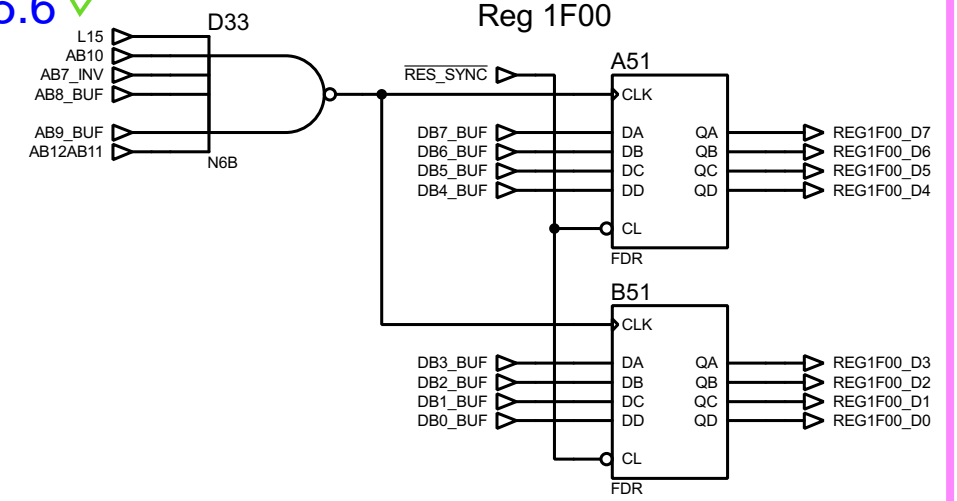 5.6
Reg 1F00
D33
L15
AB10
AB7_INV
AB8_BUF
AB9_BUF
AB12AB11
N6B
RES_SYNC
A51
CLK
DB7_BUF DA QA REG1F00_D7
DB6_BUF DB QB REG1F00_D6
DB5_BUF DC QC REG1F00_D5
DB4_BUF DD QD REG1F00_D4
CL
FDR
B51
CLK
DB3_BUF DA QA REG1F00_D3
DB2_BUF DB QB REG1F00_D2
DB1_BUF DC QC REG1F00_D1
DB0_BUF DD QD REG1F00_D0
CL
FDR